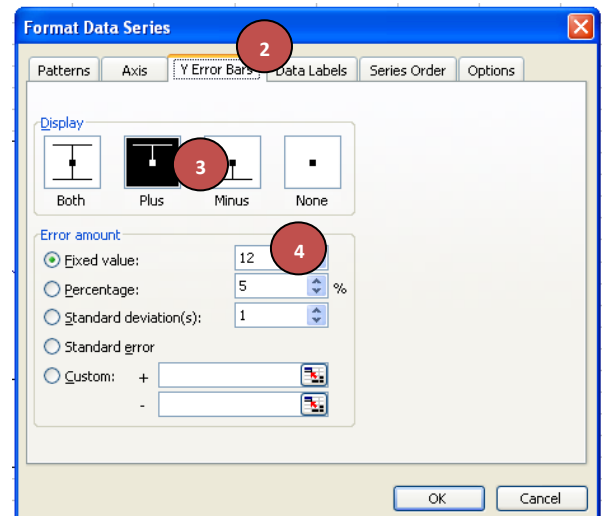 Format Data Series
2
Patterns Axis Y Error Bars Data Labels Series Order Options
Display
3
Both Plus Minus None
Error amount
4
Fixed value: 12
Percentage: 5 %
Standard deviation(s): 1
Standard error
Custom: +
-
OK Cancel